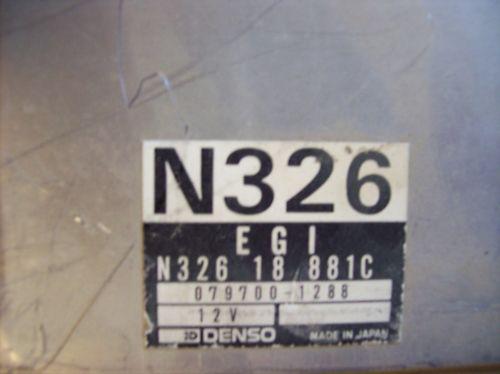 N326
EGI
N326 18 881C
079700-1288
12V
DENSO MADE IN JAPAN